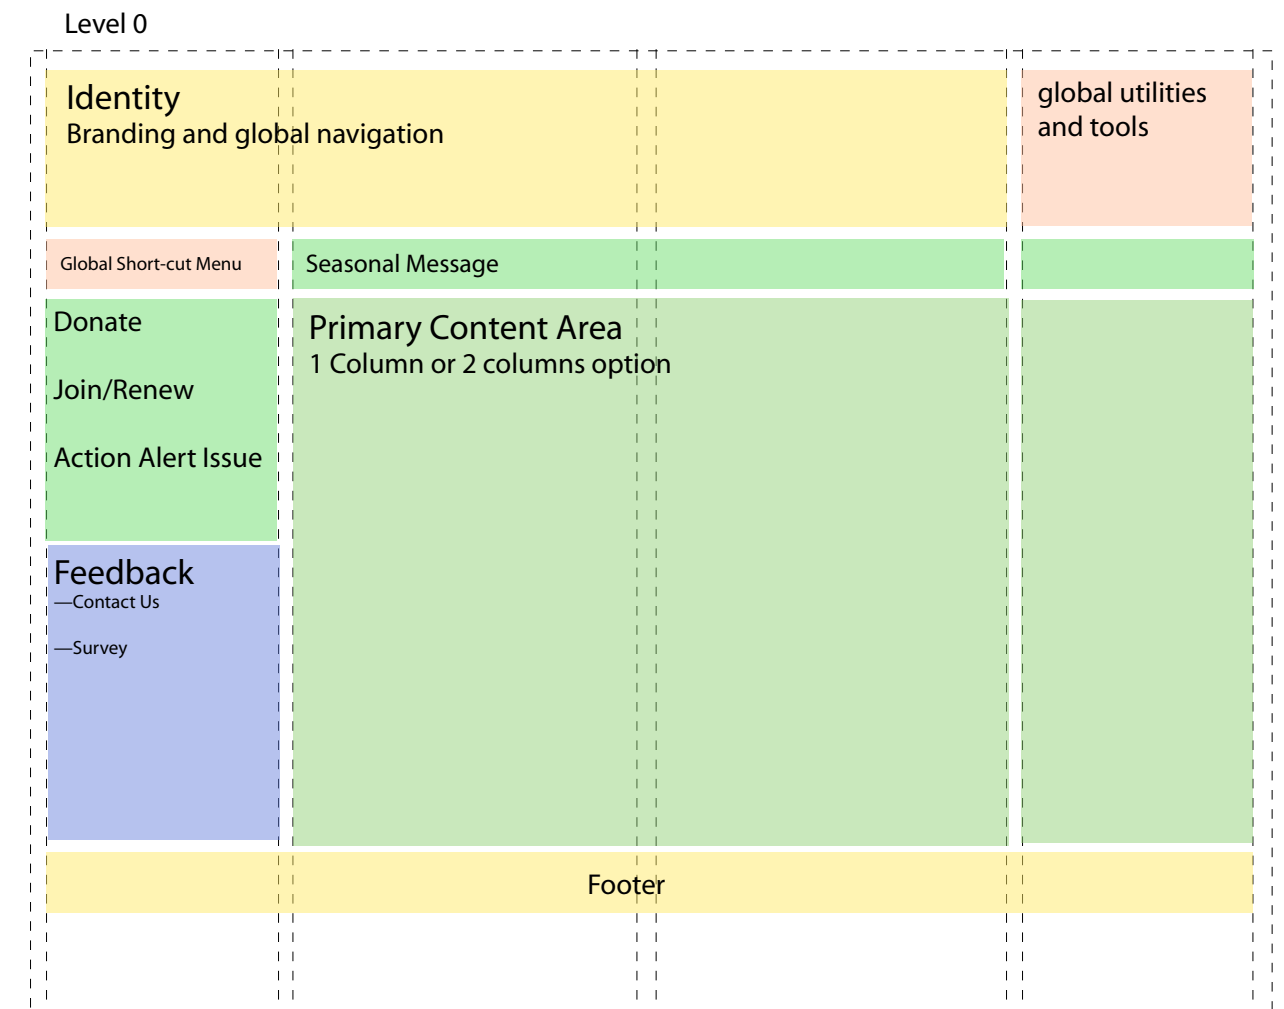 Level 0
Identity
Branding and global navigation
global utilities
and tools
Global Short-cut Menu
Seasonal Message
Donate
Join/Renew
Action Alert Issue
Primary Content Area
1 Column or 2 columns option
Feedback
—Contact Us
—Survey
Footer